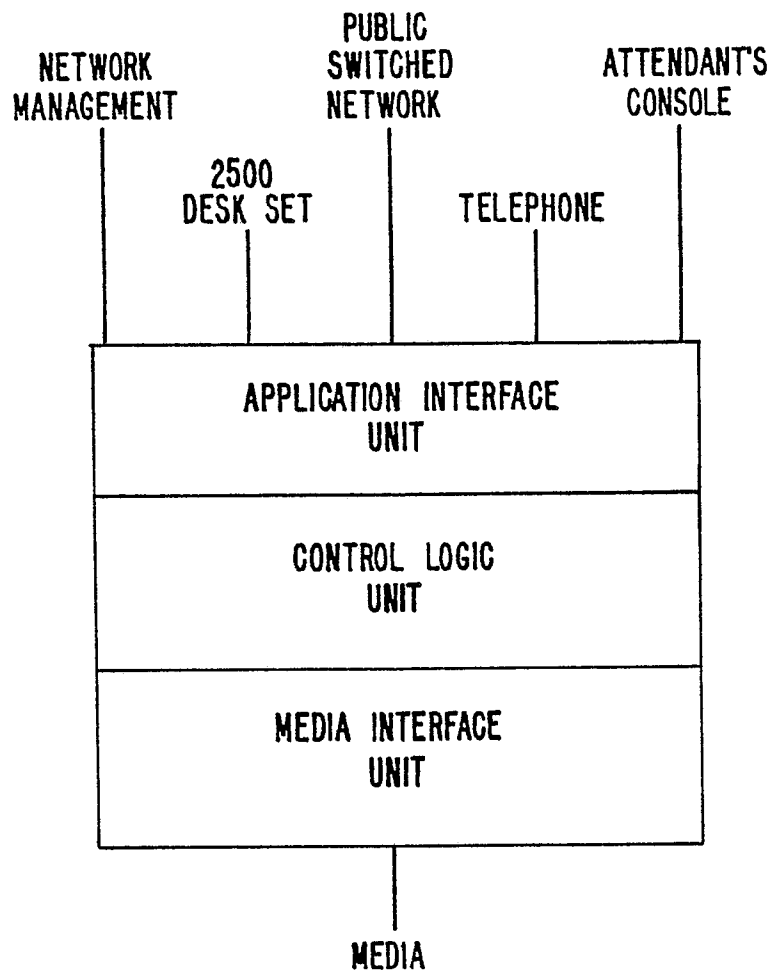 NETWORK
MANAGEMENT
2500
DESK SET
PUBLIC
SWITCHED
NETWORK
TELEPHONE
ATTENDANT'S
CONSOLE
APPLICATION INTERFACE
UNIT
CONTROL LOGIC
UNIT
MEDIA INTERFACE
UNIT
MEDIA